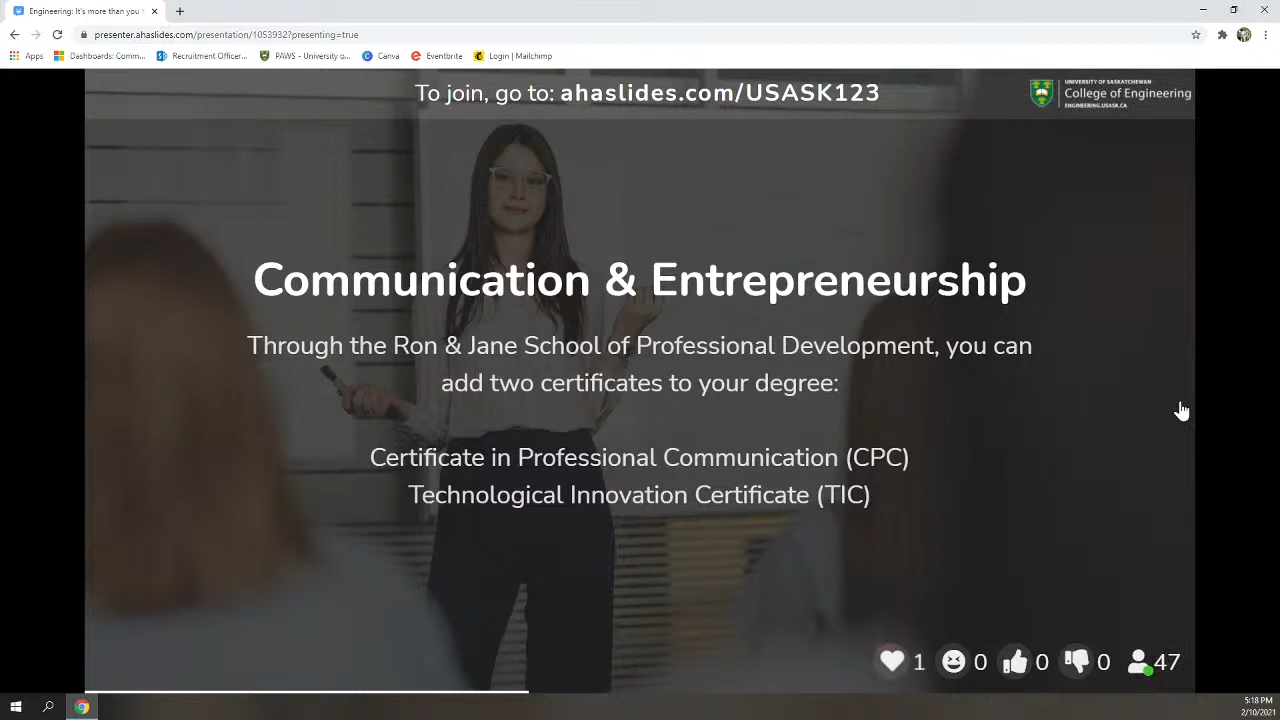 Engineering: It's more than you t
presenter.ahaslides.com/presentation/1053932?presenting=true
Apps
Dashboards: Comm...
Recruitment Officer...
PAWS - University o...
Canva
Eventbrite
Login | Mailchimp
To join, go to: ahaslides.com/USASK123
UNIVERSITY OF SASKATCHEWAN
College of Engineering
ENGINEERING.USASK.CA
Communication & Entrepreneurship
Through the Ron & Jane School of Professional Development, you can
add two certificates to your degree:
Certificate in Professional Communication (CPC)
Technological Innovation Certificate (TIC)
1 0 0 0 47
5:18 PM
2/10/2021